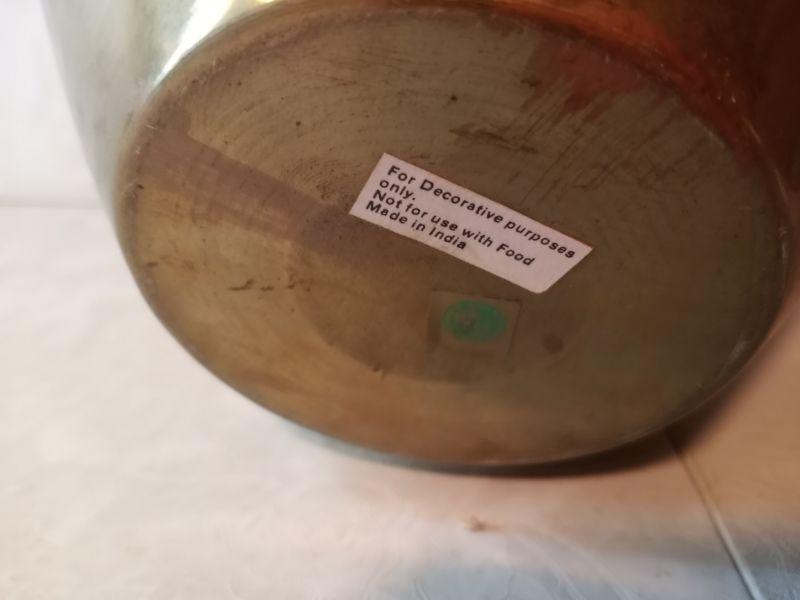 For Decorative purposes
only.
Not for use with Food
Made in India